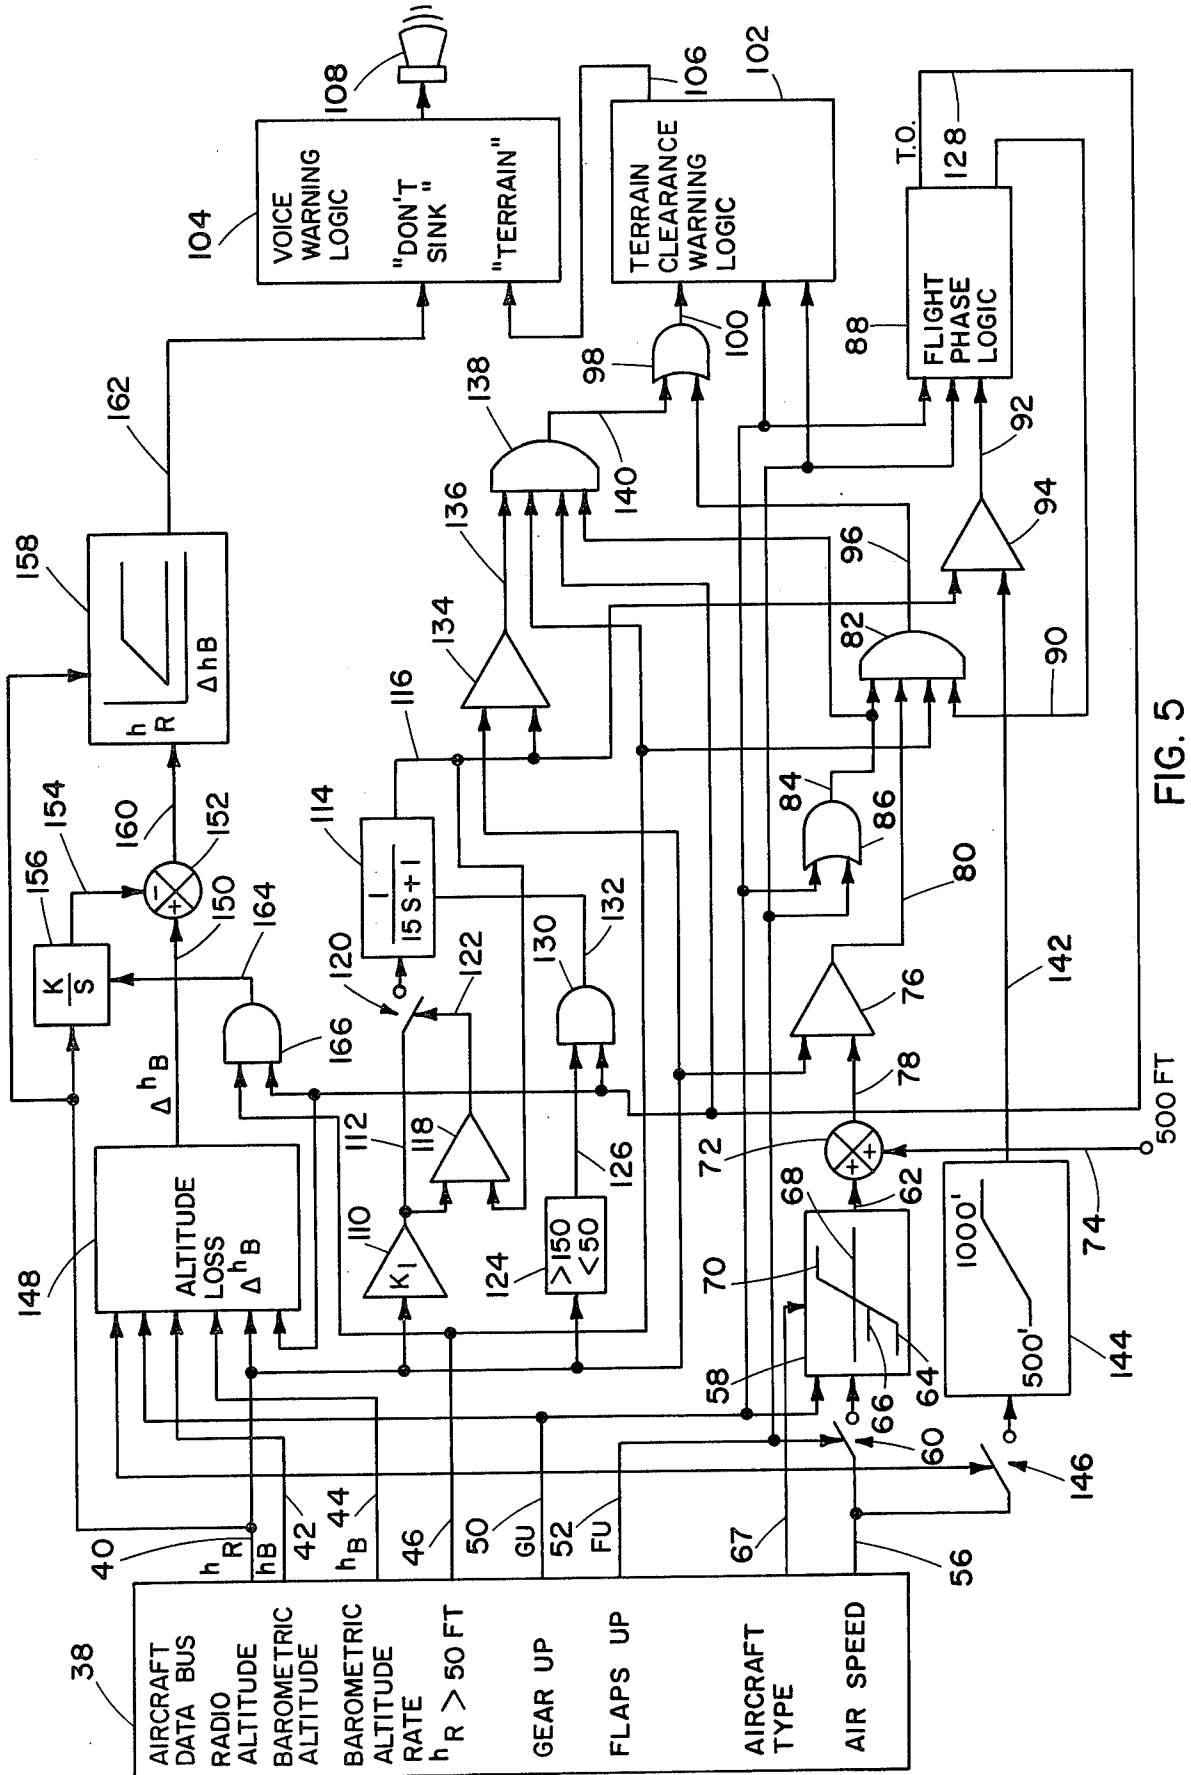 38
AIRCRAFT
DATA BUS
RADIO
ALTITUDE
BAROMETRIC
ALTITUDE
BAROMETRIC
ALTITUDE
RATE
hR > 50 FT
GEAR UP
FLAPS UP
AIRCRAFT
TYPE
AIR SPEED
40
hR
hB
42
hB
44
46
50
GU
52
FU
67
56
148
ALTITUDE
LOSS
ΔhB
ΔhB
156
K
S
154
150
+
-
152
160
164
166
158
hR
ΔhB
162
104
VOICE
WARNING
LOGIC
"DON'T
SINK"
"TERRAIN"
108
110
K1
112
118
120
122
114
1
15 S + 1
116
124
>150
<50
126
130
132
134
136
138
140
98
100
TERRAIN
CLEARANCE
WARNING
LOGIC
102
106
58
60
62
64
66
68
70
72
+
+
74
500 FT
76
78
80
82
84
86
90
96
88
FLIGHT
PHASE
LOGIC
T.O.
128
92
94
142
144
500'
1000'
146
FIG. 5